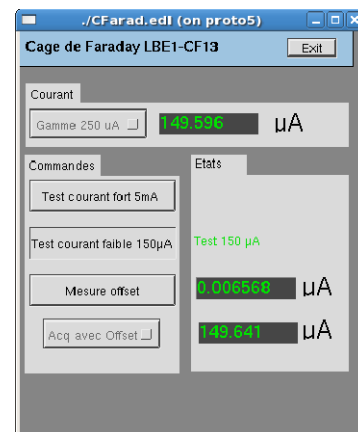 ./CFarad.edl (on proto5)
Cage de Faraday LBE1-CF13
Exit
Courant
Gamme 250 uA
149.596 µA
Commandes
Etats
Test courant fort 5mA
Test courant faible 150µA
Test 150 µA
Mesure offset
0.006568 µA
Acq avec Offset
149.641 µA